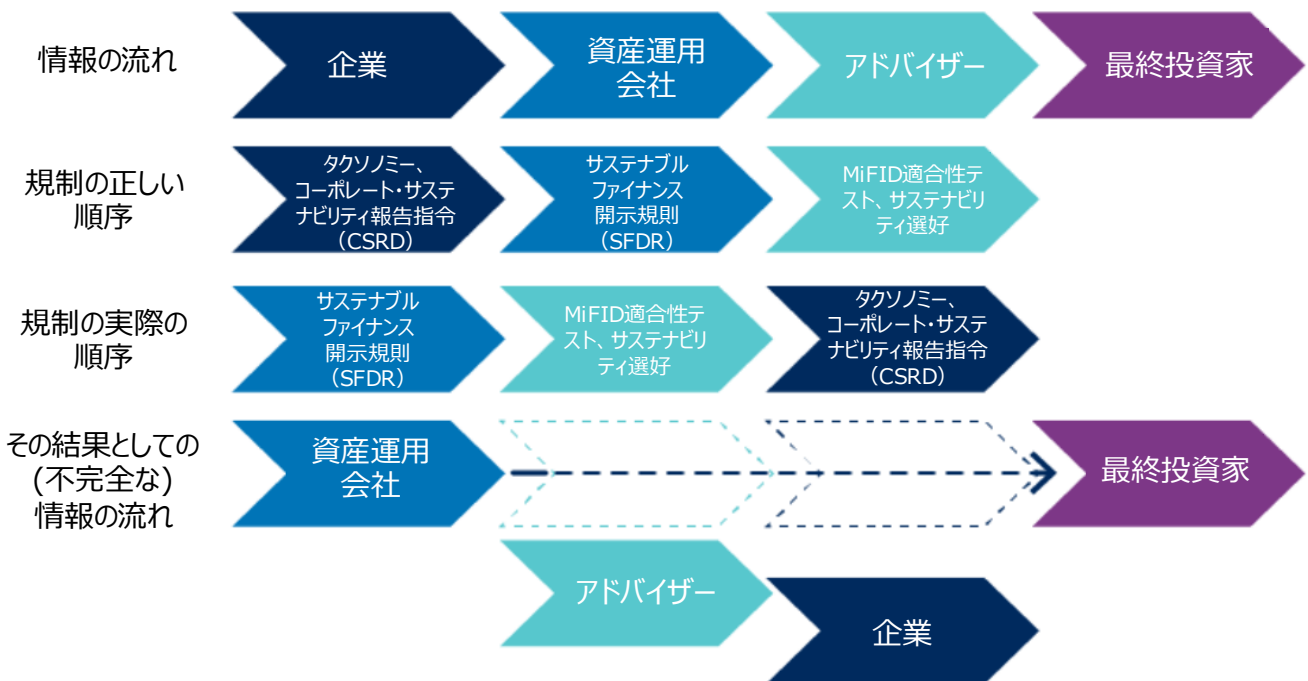 情報の流れ
企業
資産運用
会社
アドバイザー
最終投資家
規制の正しい
順序
タクソノミー、
コーポレート・サステ
ナビリティ報告指令
（CSRD）
サステナブル
ファイナンス
開示規則
（SFDR）
MiFID適合性テ
スト、サステナビリ
ティ選好
規制の実際の
順序
サステナブル
ファイナンス
開示規則
（SFDR）
MiFID適合性テ
スト、サステナビリ
ティ選好
タクソノミー、
コーポレート・サステ
ナビリティ報告指令
（CSRD）
その結果としての
(不完全な)
情報の流れ
資産運用
会社
最終投資家
アドバイザー
企業